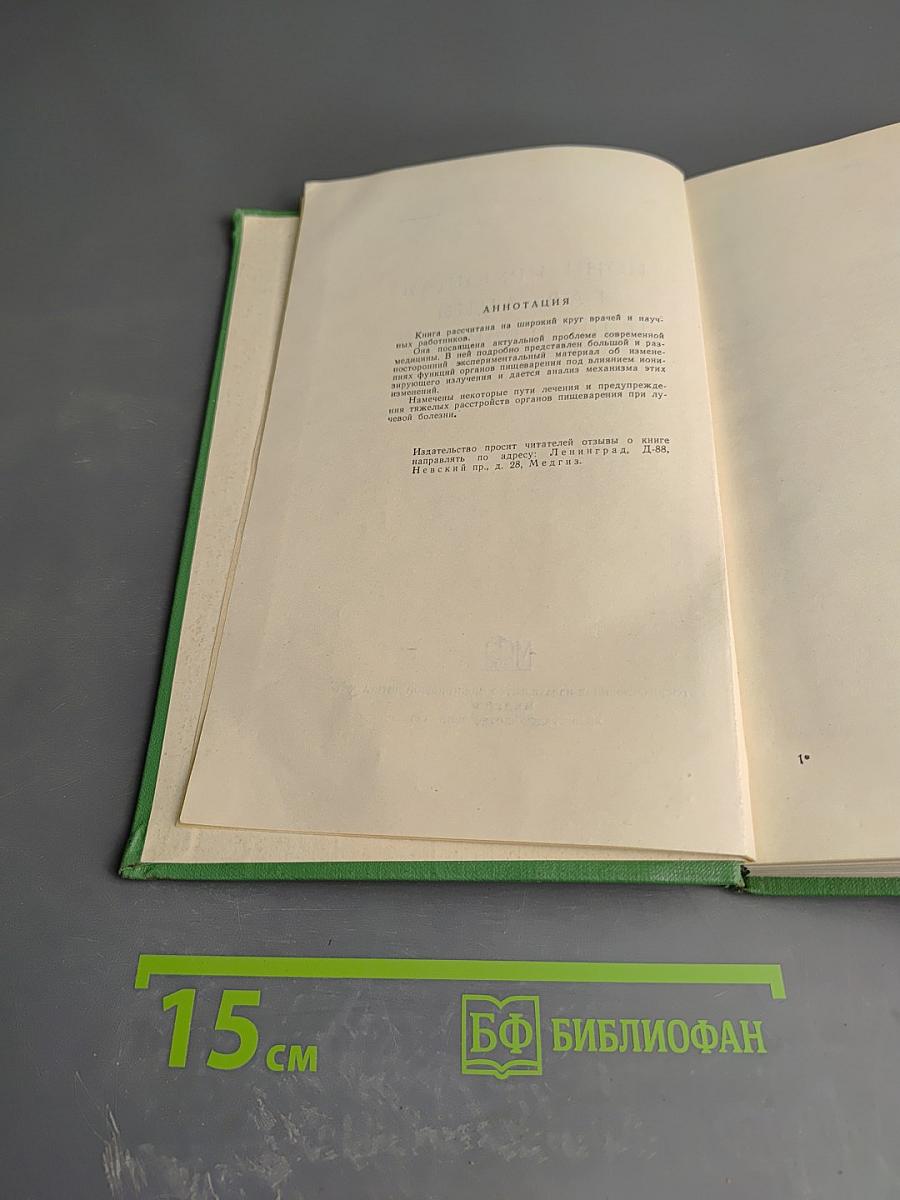 АННОТАЦИЯ
Книга рассчитана на широкий круг врачей и науч-
ных работников.
Она посвящена актуальной проблеме современной
медицины. В ней подробно представлен большой и раз-
носторонний экспериментальный материал об измене-
ниях функций органов пищеварения под влиянием иони-
зирующего излучения и дается анализ механизма этих
изменений.
Намечены некоторые пути лечения и предупрежде-
ния тяжелых расстройств органов пищеварения при лу-
чевой болезни.
Издательство просит читателей отзывы о книге
направлять по адресу: Ленинград, Д-88,
Невский пр., д. 28, Медгиз.
1*
15 см
БФ БИБЛИОФАН